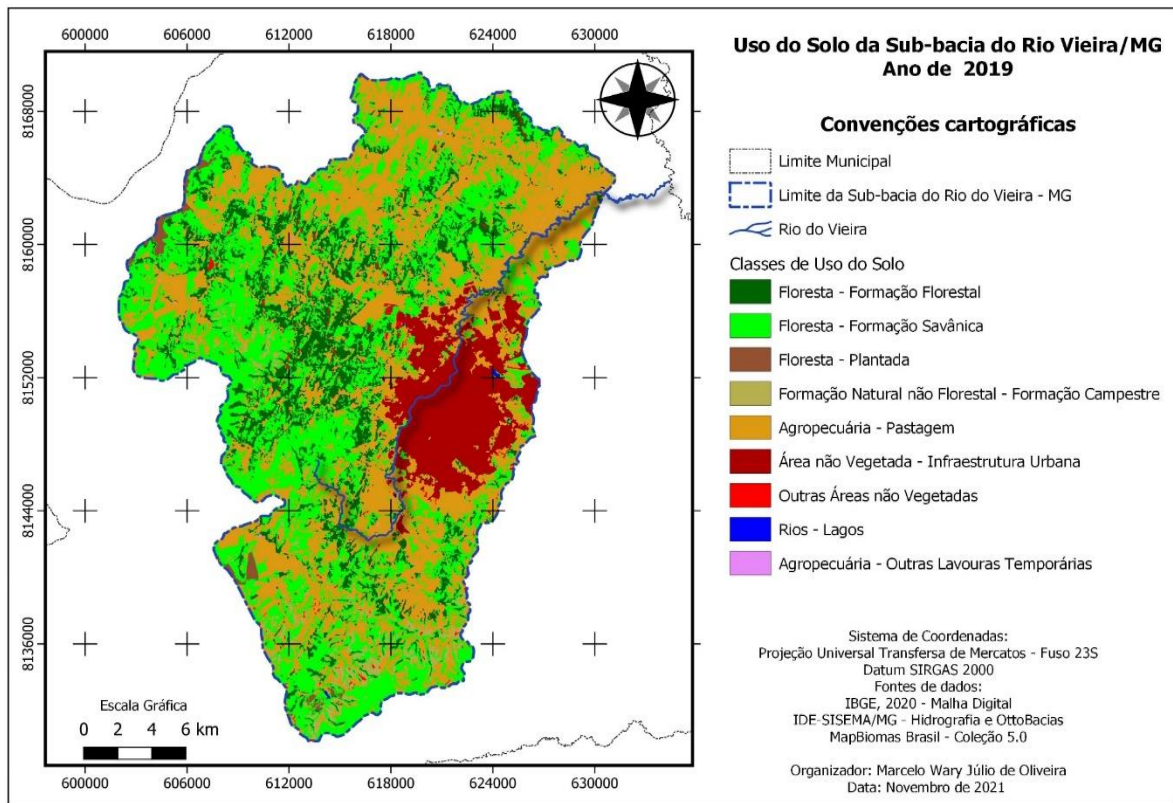 600000 606000 612000 618000 624000 630000
8168000
8160000
8152000
8144000
8136000
Escala Gráfica
0 2 4 6 km
600000 606000 612000 618000 624000 630000
Uso do Solo da Sub-bacia do Rio Vieira/MG
Ano de 2019
Convenções cartográficas
Limite Municipal
Limite da Sub-bacia do Rio do Vieira - MG
Rio do Vieira
Classes de Uso do Solo
Floresta - Formação Florestal
Floresta - Formação Savânica
Floresta - Plantada
Formação Natural não Florestal - Formação Campestre
Agropecuária - Pastagem
Área não Vegetada - Infraestrutura Urbana
Outras Áreas não Vegetadas
Rios - Lagos
Agropecuária - Outras Lavouras Temporárias
Sistema de Coordenadas:
Projeção Universal Transfersa de Mercatos - Fuso 23S
Datum SIRGAS 2000
Fontes de dados:
IBGE, 2020 - Malha Digital
IDE-SISEMA/MG - Hidrografia e OttoBacias
MapBiomas Brasil - Coleção 5.0
Organizador: Marcelo Wary Júlio de Oliveira
Data: Novembro de 2021